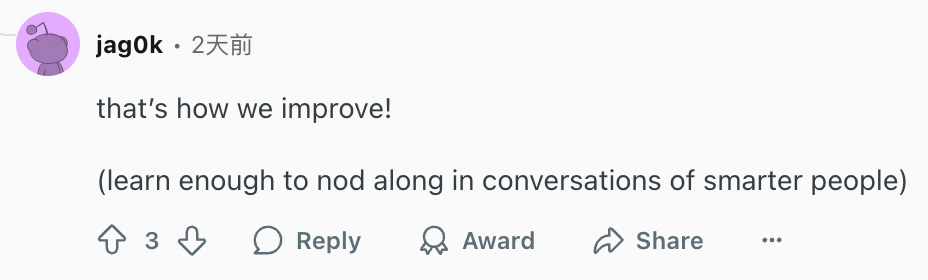 jag0k · 2天前
that’s how we improve!
(learn enough to nod along in conversations of smarter people)
3 Reply Award Share ...